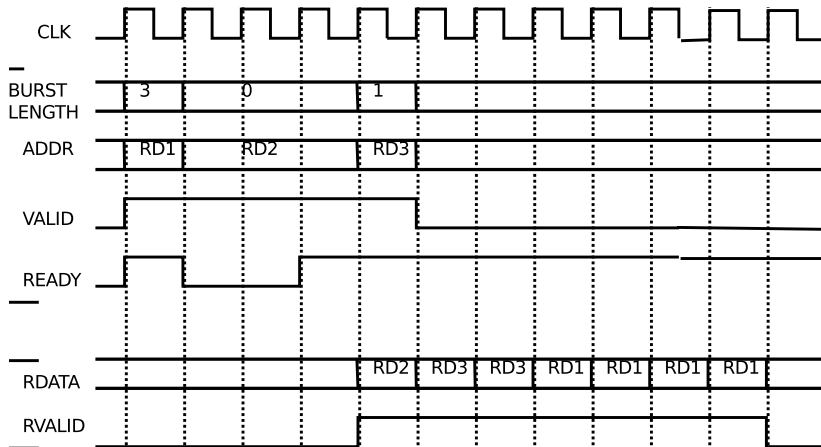 CLK
BURST
LENGTH
3 0 1
ADDR RD1 RD2 RD3
VALID
READY
RDATA RD2 RD3 RD3 RD1 RD1 RD1 RD1
RVALID